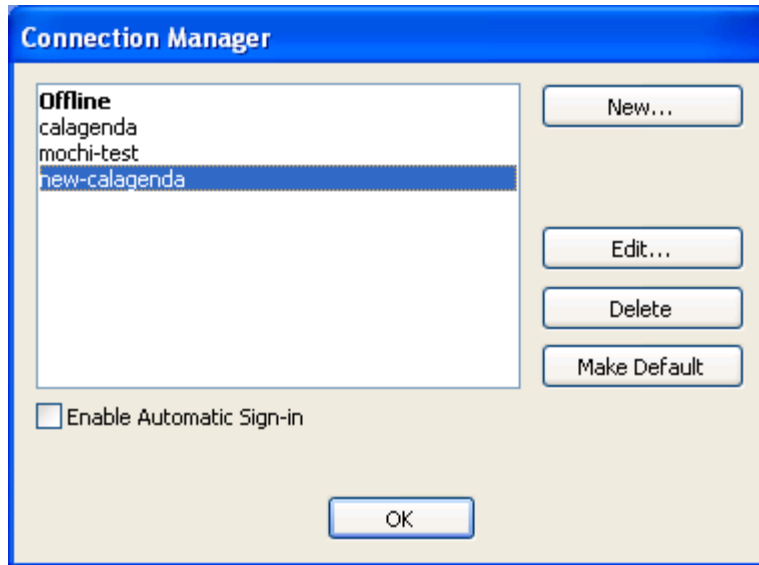 Connection Manager
Offline
calagenda
mochi-test
new-calagenda
New...
Edit...
Delete
Make Default
Enable Automatic Sign-in
OK